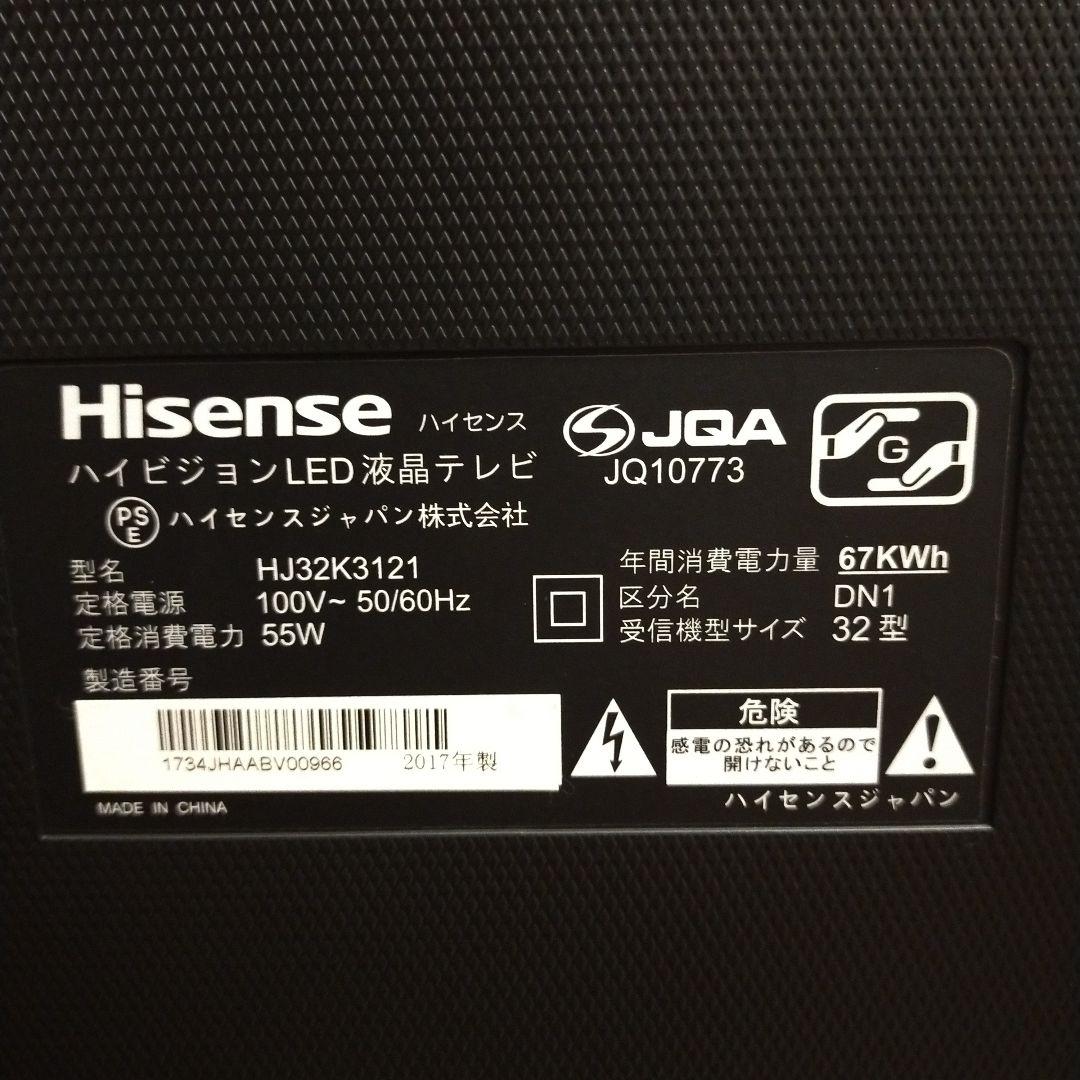 Hisense ハイセンス
ハイビジョンLED液晶テレビ
PSE ハイセンスジャパン株式会社
JQA
JQ10773
G
型名 HJ32K3121
定格電源 100V~ 50/60Hz
定格消費電力 55W
年間消費電力量 67KWh
区分名 DN1
受信機型サイズ 32型
製造番号
1734JHAABV00966 2017年製
MADE IN CHINA
危険
感電の恐れがあるので
開けないこと
ハイセンスジャパン